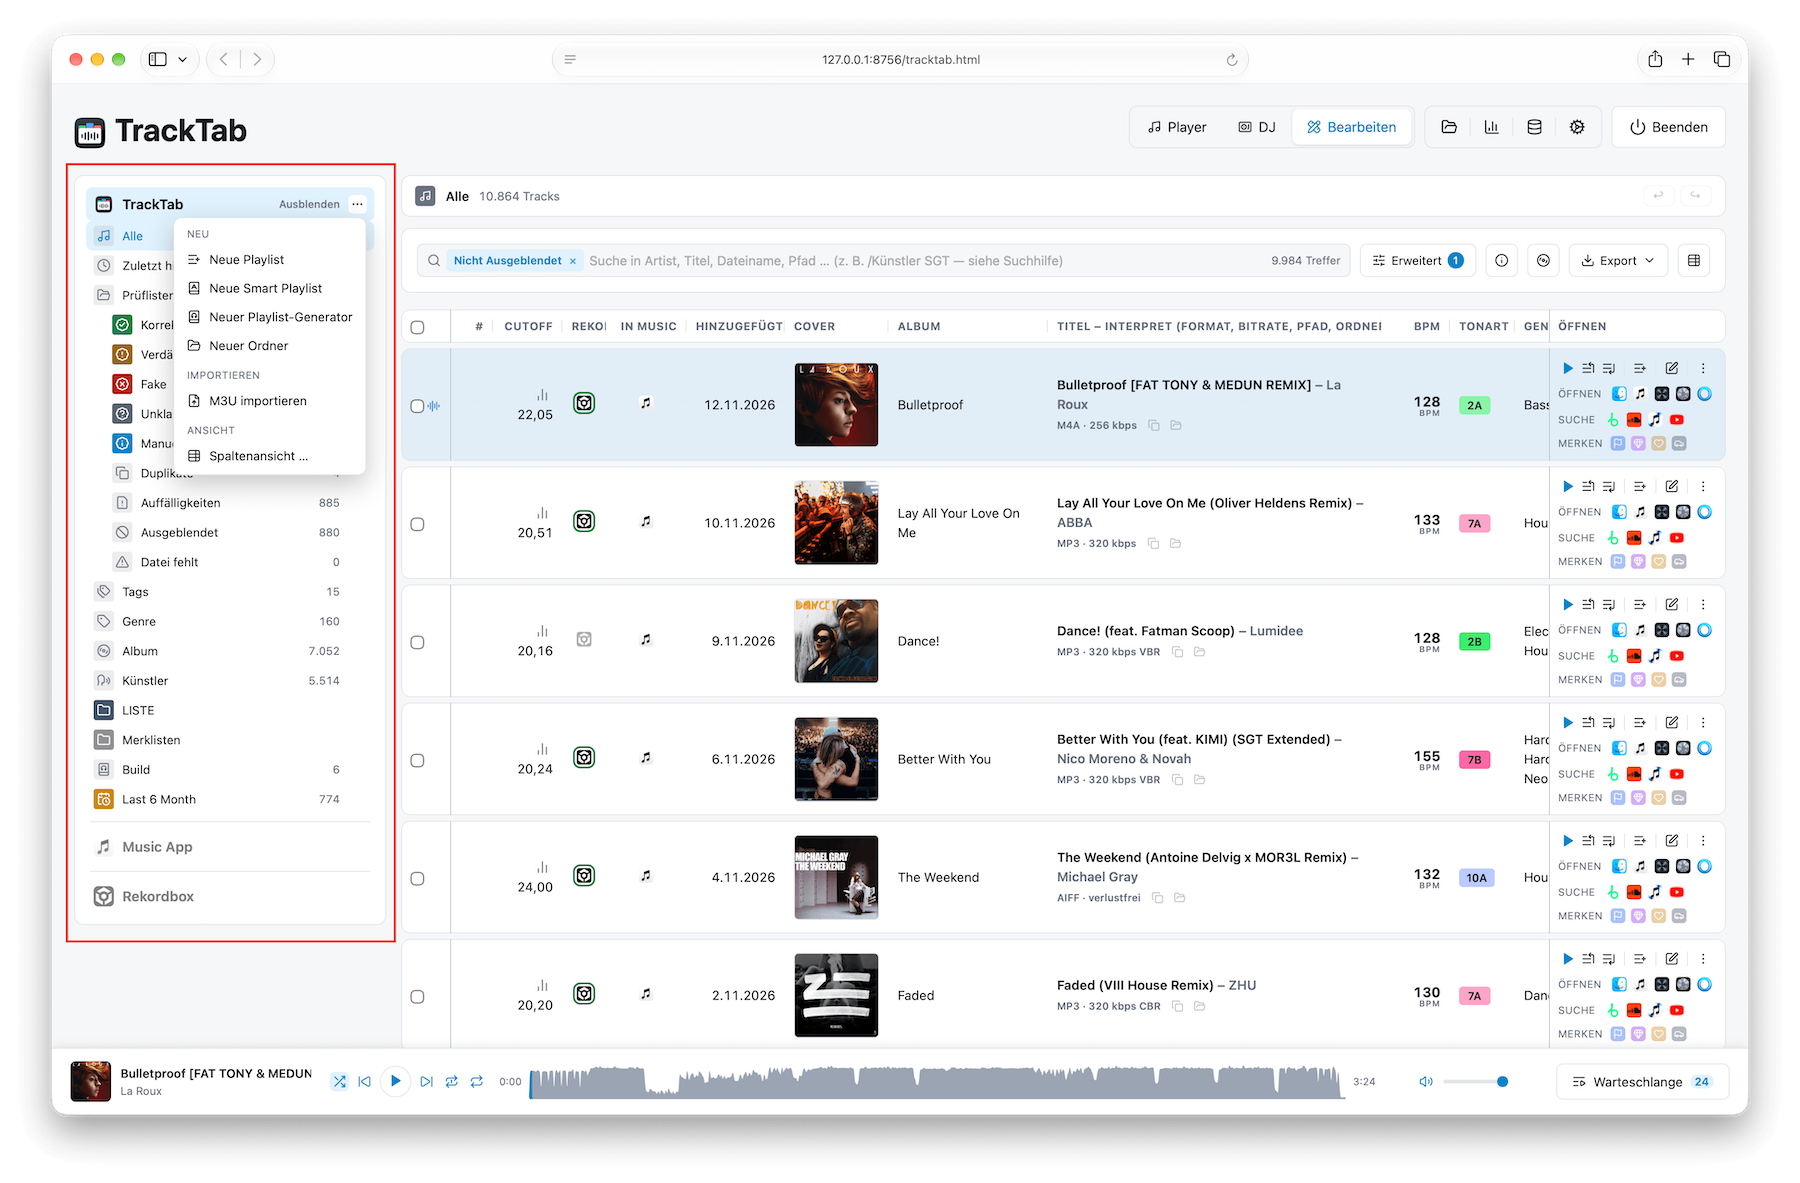 127.0.0.1:8756/tracktab.html
TrackTab
Player
DJ
Bearbeiten
Beenden
TrackTab
Ausblenden
Alle
NEU
Neue Playlist
Neue Smart Playlist
Neuer Playlist-Generator
Neuer Ordner
IMPORTIEREN
M3U importieren
ANSICHT
Spaltenansicht ...
Auffälligkeiten 885
Ausgeblendet 880
Datei fehlt 0
Tags 15
Genre 160
Album 7.052
Künstler 5.514
LISTE
Merklisten
Build 6
Last 6 Month 774
Music App
Rekordbox
Alle 10.864 Tracks
Nicht Ausgeblendet × Suche in Artist, Titel, Dateiname, Pfad ... (z. B. /Künstler SGT — siehe Suchhilfe) 9.984 Treffer
Erweitert 1
Export
# CUTOFF REKO IN MUSIC HINZUGEFÜGT COVER ALBUM TITEL – INTERPRET (FORMAT, BITRATE, PFAD, ORDNE BPM TONART GEN ÖFFNEN
22,05
12.11.2026
LA ROUX
Bulletproof
Bulletproof [FAT TONY & MEDUN REMIX] – La
Roux
M4A · 256 kbps
128
BPM
2A
Bass
ÖFFNEN
SUCHE
MERKEN
20,51
10.11.2026
Lay All Your Love On
Me
Lay All Your Love On Me (Oliver Heldens Remix) –
ABBA
MP3 · 320 kbps
133
BPM
7A
Hou
ÖFFNEN
SUCHE
MERKEN
20,16
9.11.2026
DANCE!
Dance!
Dance! (feat. Fatman Scoop) – Lumidee
MP3 · 320 kbps VBR
128
BPM
2B
Elec
Hou
ÖFFNEN
SUCHE
MERKEN
20,24
6.11.2026
Better With You
Better With You (feat. KIMI) (SGT Extended) –
Nico Moreno & Novah
MP3 · 320 kbps VBR
155
BPM
7B
Hard
Hard
Neo
ÖFFNEN
SUCHE
MERKEN
24,00
4.11.2026
MICHAEL GRAY
THE WEEKEND
The Weekend
The Weekend (Antoine Delvig x MOR3L Remix) –
Michael Gray
AIFF · verlustfrei
132
BPM
10A
Hou
ÖFFNEN
SUCHE
MERKEN
20,20
2.11.2026
Faded
Faded (VIII House Remix) – ZHU
MP3 · 320 kbps CBR
130
BPM
7A
Dan
ÖFFNEN
SUCHE
MERKEN
Bulletproof [FAT TONY & MEDUN
La Roux
0:00
3:24
Warteschlange 24